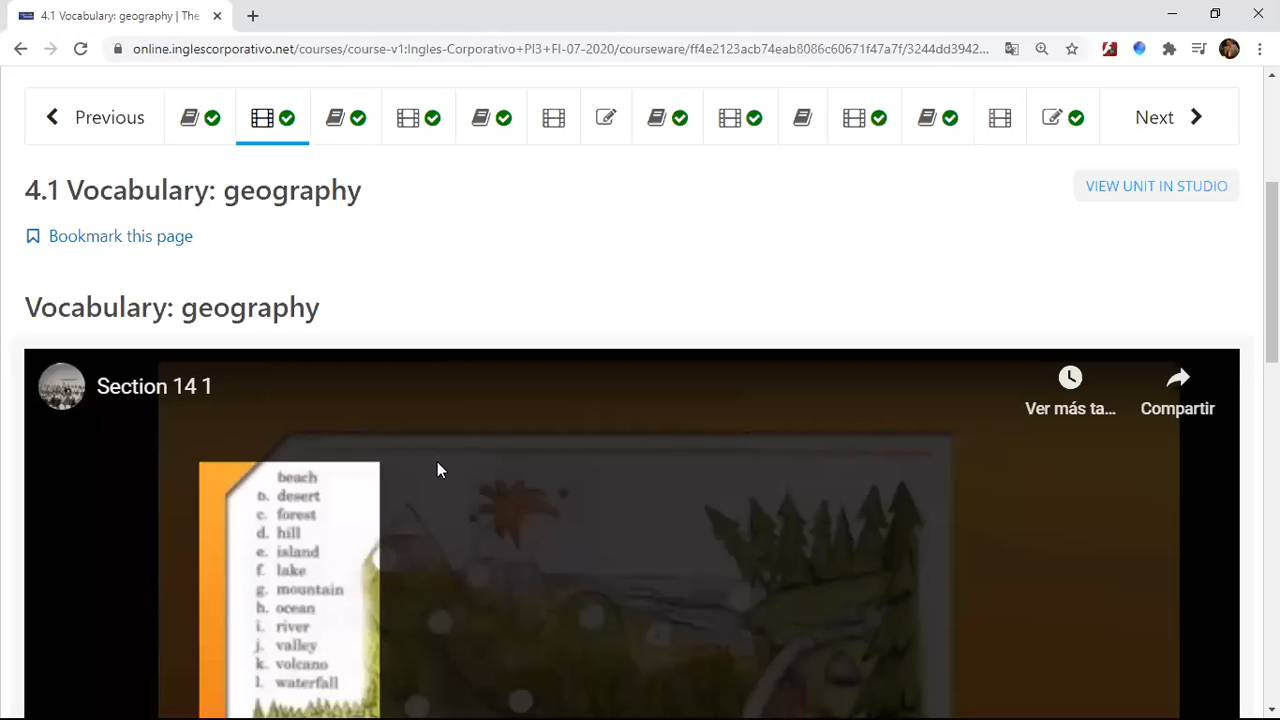 4.1 Vocabulary: geography | The
online.inglescorporativo.net/courses/course-v1:Ingles-Corporativo+PI3+FI-07-2020/courseware/ff4e2123acb74eab8086c60671f47a7f/3244dd3942...
Previous
Next
4.1 Vocabulary: geography
VIEW UNIT IN STUDIO
Bookmark this page
Vocabulary: geography
Section 14 1
Ver más ta...
Compartir
beach
b. desert
c. forest
d. hill
e. island
f. lake
g. mountain
h. ocean
i. river
j. valley
k. volcano
l. waterfall